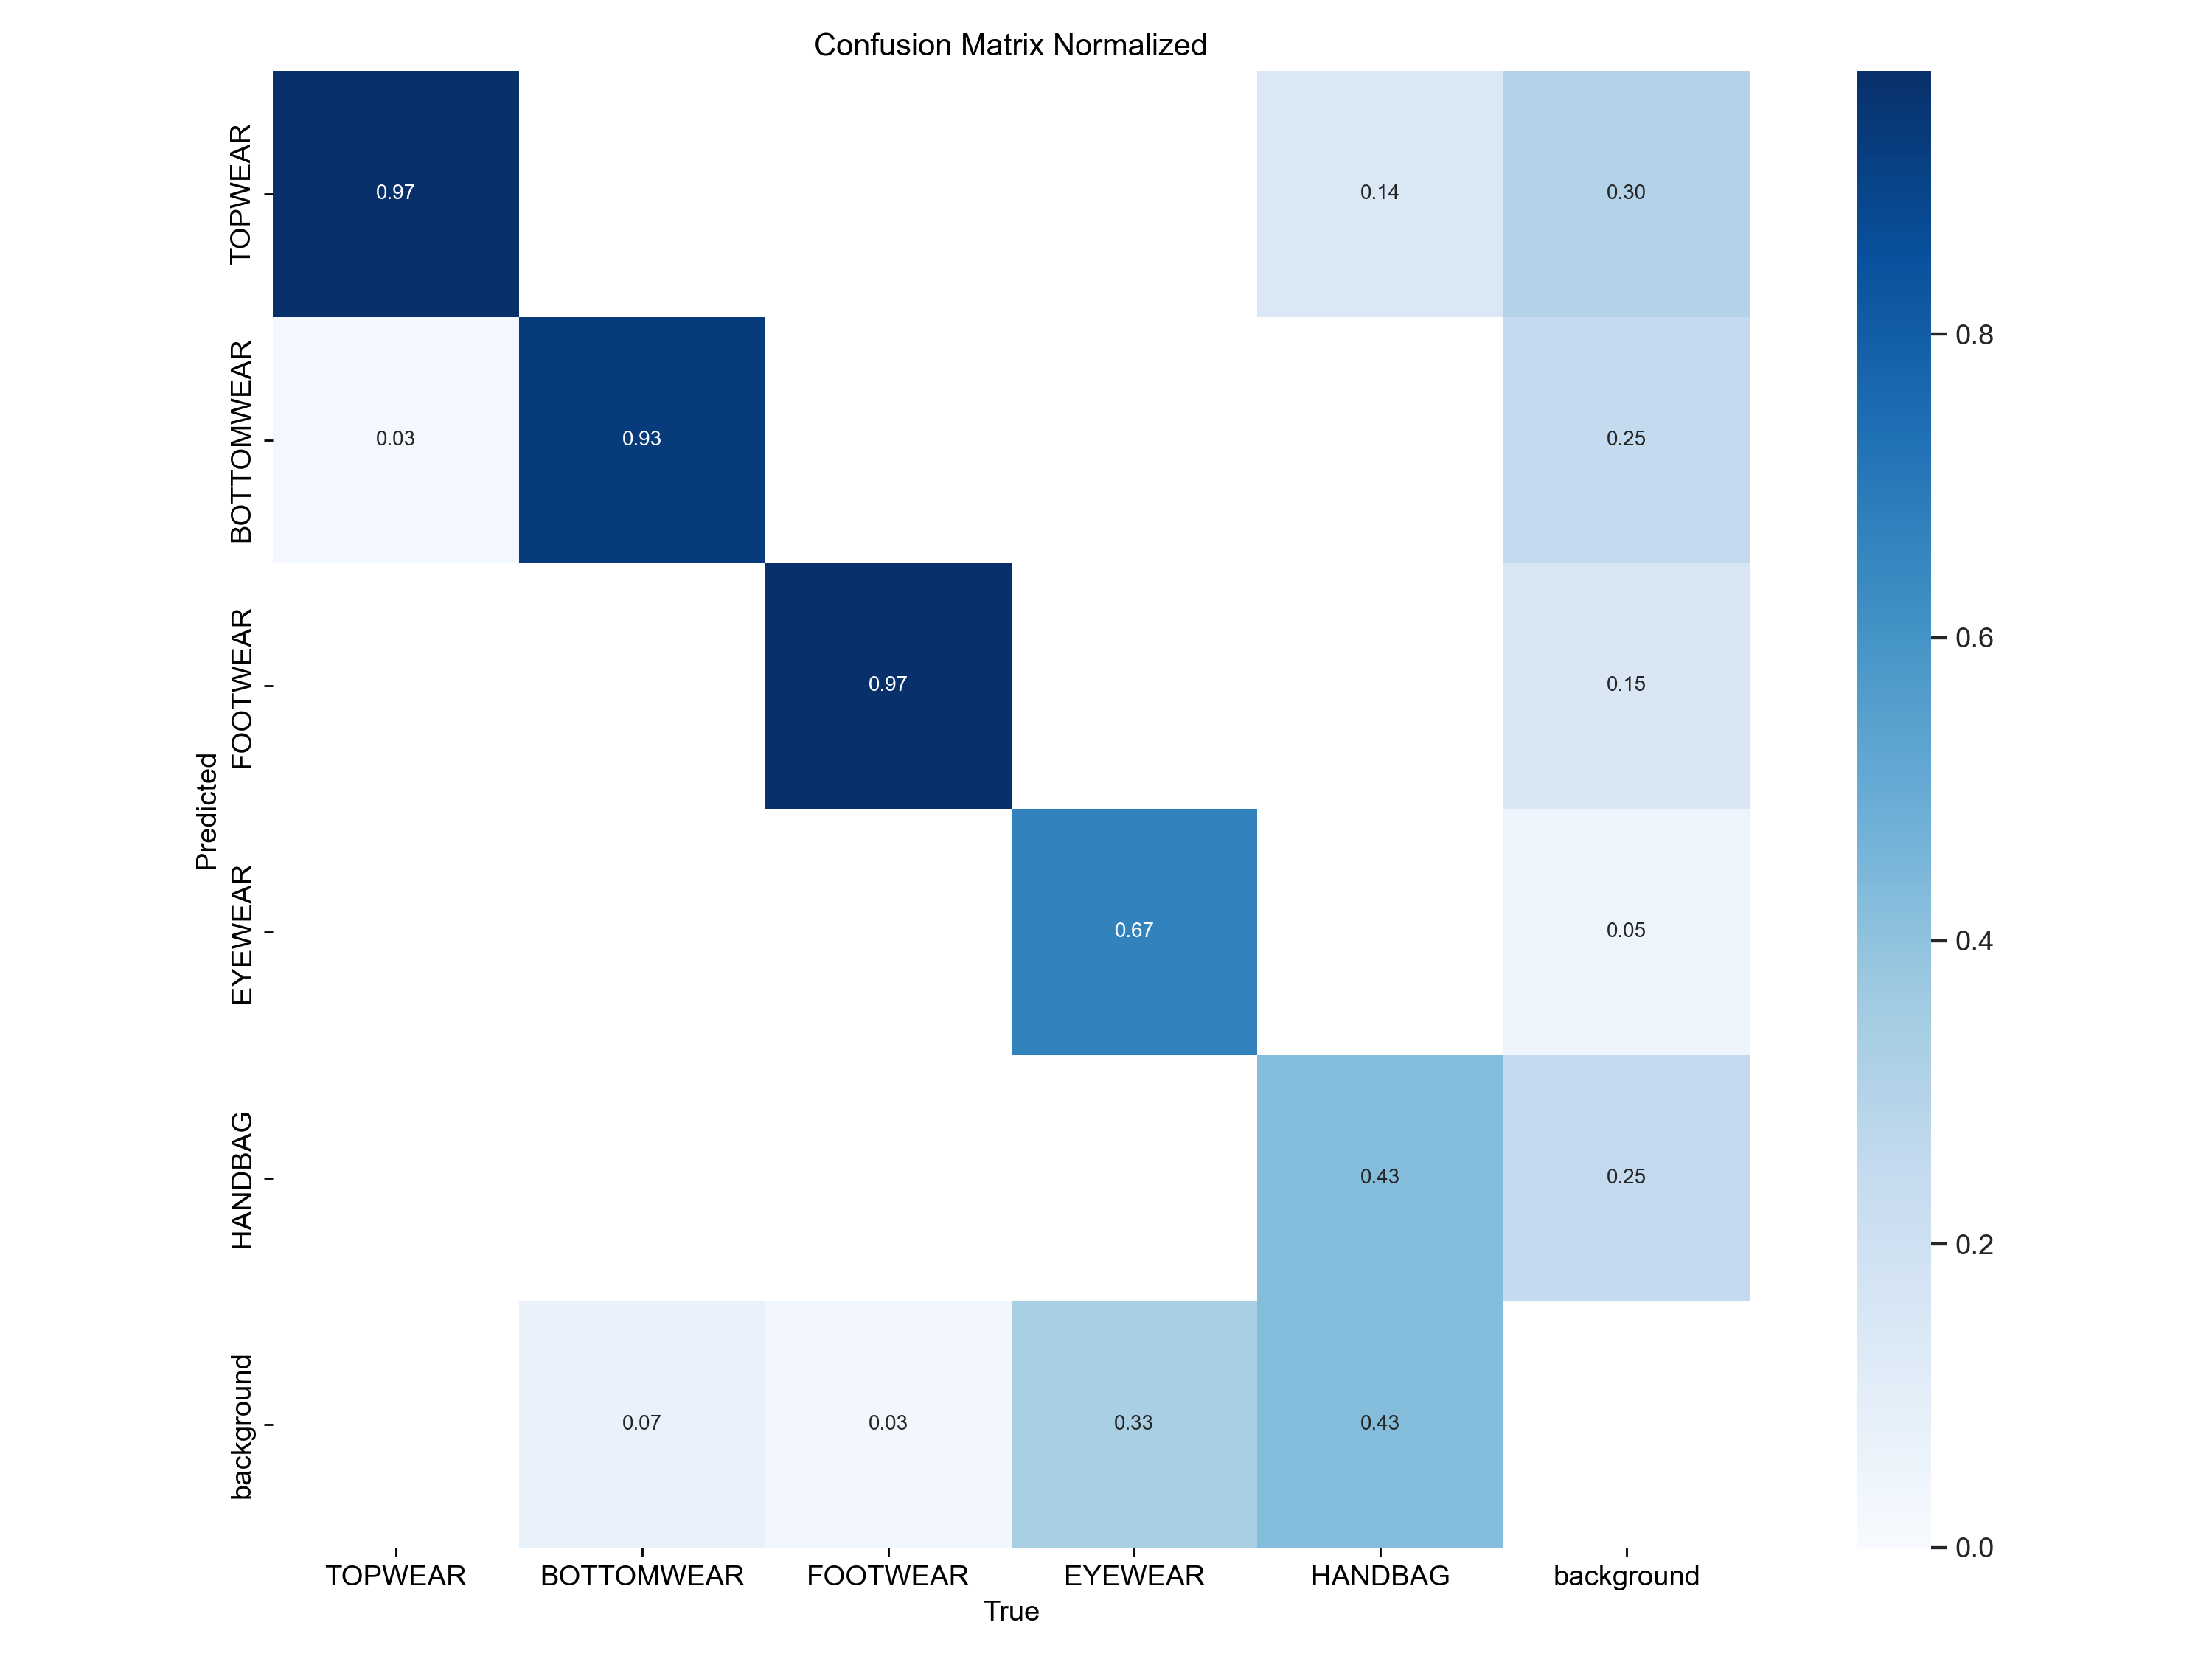 Confusion Matrix Normalized
TOPWEAR
0.97
0.14
0.30
BOTTOMWEAR
0.03
0.93
0.25
FOOTWEAR
0.97
0.15
EYEWEAR
0.67
0.05
HANDBAG
0.43
0.25
background
0.07
0.03
0.33
0.43
Predicted
TOPWEAR
BOTTOMWEAR
FOOTWEAR
EYEWEAR
HANDBAG
background
True
0.8
0.6
0.4
0.2
0.0